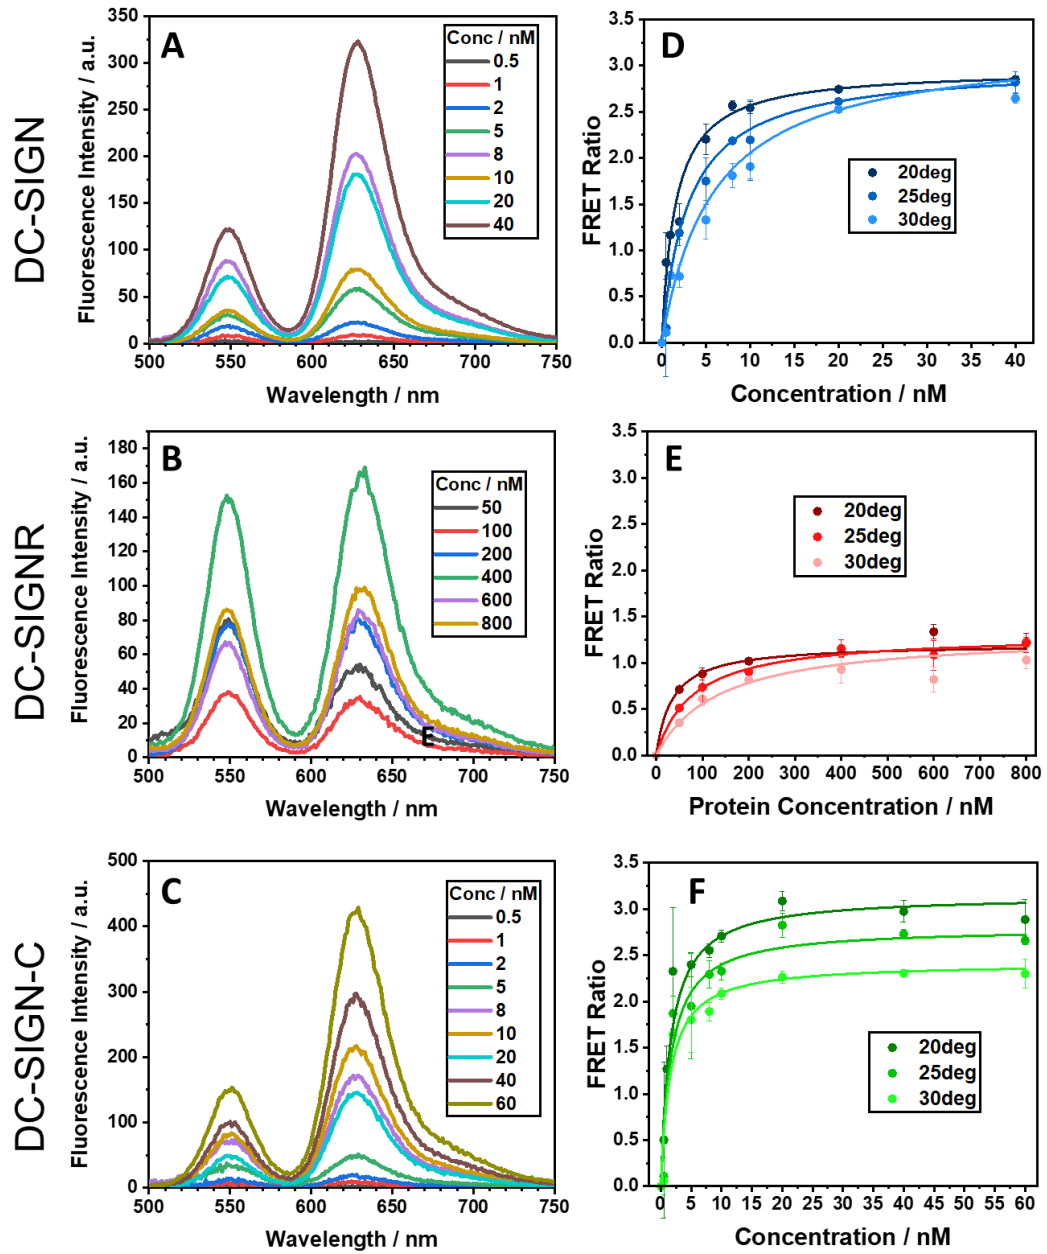 DC-SIGN
A
Fluorescence Intensity / a.u.
350
300
250
200
150
100
50
0
500 550 600 650 700 750
Wavelength / nm
Conc / nM
0.5
1
2
5
8
10
20
40
D
FRET Ratio
3.5
3.0
2.5
2.0
1.5
1.0
0.5
0.0
0 5 10 15 20 25 30 35 40
Concentration / nM
20deg
25deg
30deg
DC-SIGNR
B
Fluorescence Intensity / a.u.
180
160
140
120
100
80
60
40
20
0
500 550 600 650 700 750
Wavelength / nm
Conc / nM
50
100
200
400
600
800
E
E
FRET Ratio
3.5
3.0
2.5
2.0
1.5
1.0
0.5
0.0
0 100 200 300 400 500 600 700 800
Protein Concentration / nM
20deg
25deg
30deg
DC-SIGN-C
C
Fluorescence Intensity / a.u.
500
400
300
200
100
0
500 550 600 650 700 750
Wavelength / nm
Conc / nM
0.5
1
2
5
8
10
20
40
60
F
FRET Ratio
3.5
3.0
2.5
2.0
1.5
1.0
0.5
0.0
0 5 10 15 20 25 30 35 40 45 50 55 60
Concentration / nM
20deg
25deg
30deg